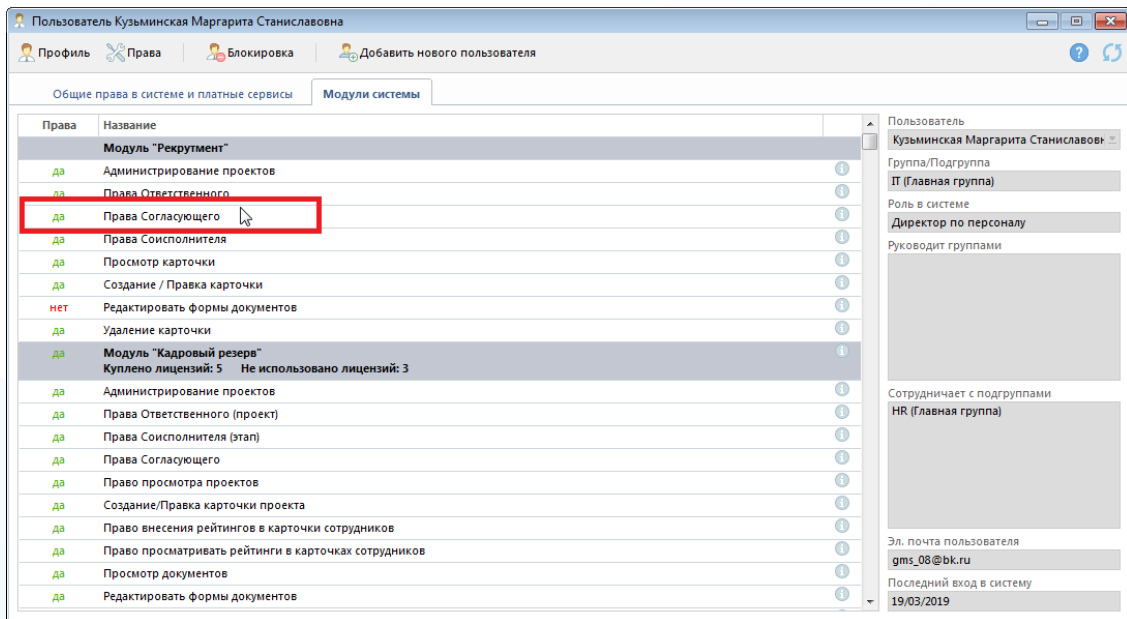 Пользователь Кузьминская Маргарита Станиславовна
Профиль Права Блокировка Добавить нового пользователя
Общие права в системе и платные сервисы Модули системы
Права Название
Модуль "Рекрутмент"
да Администрирование проектов
да Права Ответственного
да Права Согласующего
да Права Соисполнителя
да Просмотр карточки
да Создание / Правка карточки
нет Редактировать формы документов
да Удаление карточки
да Модуль "Кадровый резерв"
Куплено лицензий: 5 Не использовано лицензий: 3
да Администрирование проектов
да Права Ответственного (проект)
да Права Соисполнителя (этап)
да Права Согласующего
да Право просмотра проектов
да Создание/Правка карточки проекта
да Право внесения рейтингов в карточки сотрудников
да Право просматривать рейтинги в карточках сотрудников
да Просмотр документов
да Редактировать формы документов
Пользователь
Кузьминская Маргарита Станиславовн
Группа/Подгруппа
IT (Главная группа)
Роль в системе
Директор по персоналу
Руководит группами
Сотрудничает с подгруппами
HR (Главная группа)
Эл. почта пользователя
gms_08@bk.ru
Последний вход в систему
19/03/2019